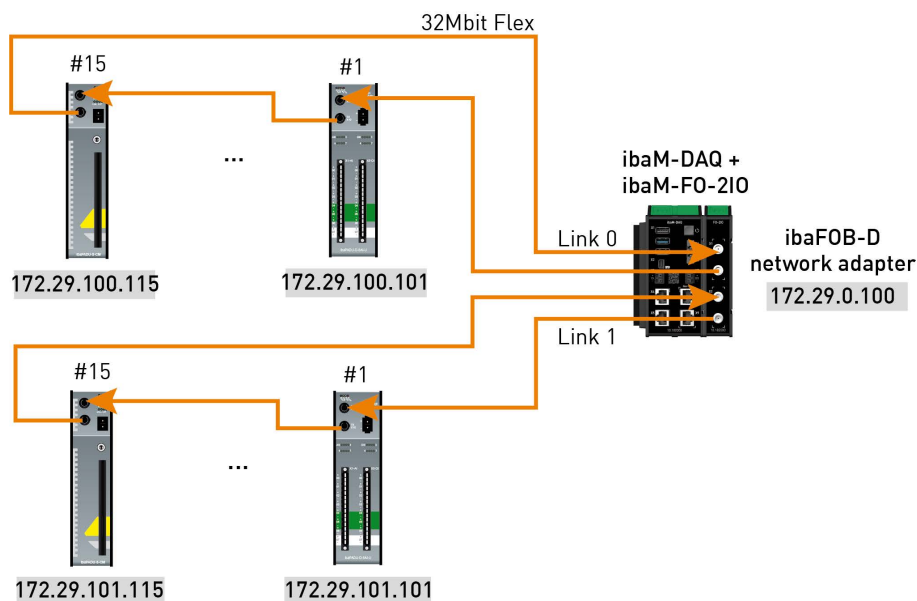 32Mbit Flex
#15
#1
...
ibaM-DAQ +
ibaM-FO-2IO
Link 0
ibaFOB-D
network adapter
172.29.100.115
172.29.100.101
172.29.0.100
Link 1
#15
#1
...
172.29.101.115
172.29.101.101